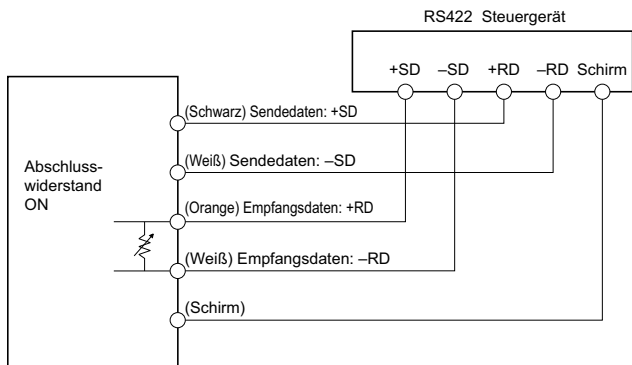 RS422 Steuergerät
+SD –SD +RD –RD Schirm
(Schwarz) Sendedaten: +SD
(Weiß) Sendedaten: –SD
Abschluss-
widerstand
ON
(Orange) Empfangsdaten: +RD
(Weiß) Empfangsdaten: –RD
(Schirm)